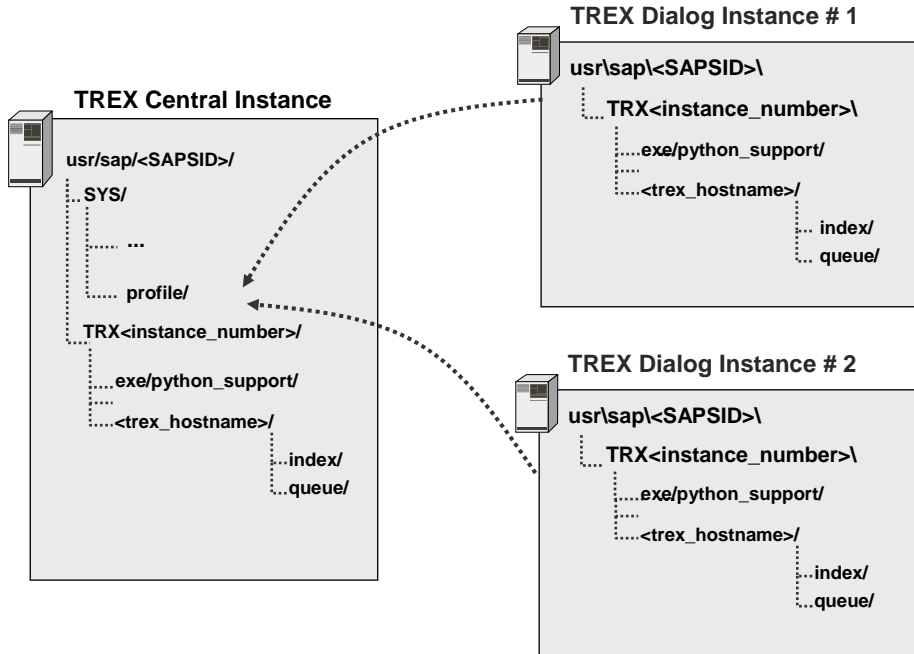 TREX Central Instance
usr/sap/<SAPSID>/
SYS/
...
profile/
TRX<instance_number>/
exe/python_support/
<trex_hostname>/
index/
queue/
TREX Dialog Instance # 1
usr\sap\<SAPSID>\
TRX<instance_number>\
exe/python_support/
<trex_hostname>/
index/
queue/
TREX Dialog Instance # 2
usr\sap\<SAPSID>\
TRX<instance_number>\
exe/python_support/
<trex_hostname>/
index/
queue/